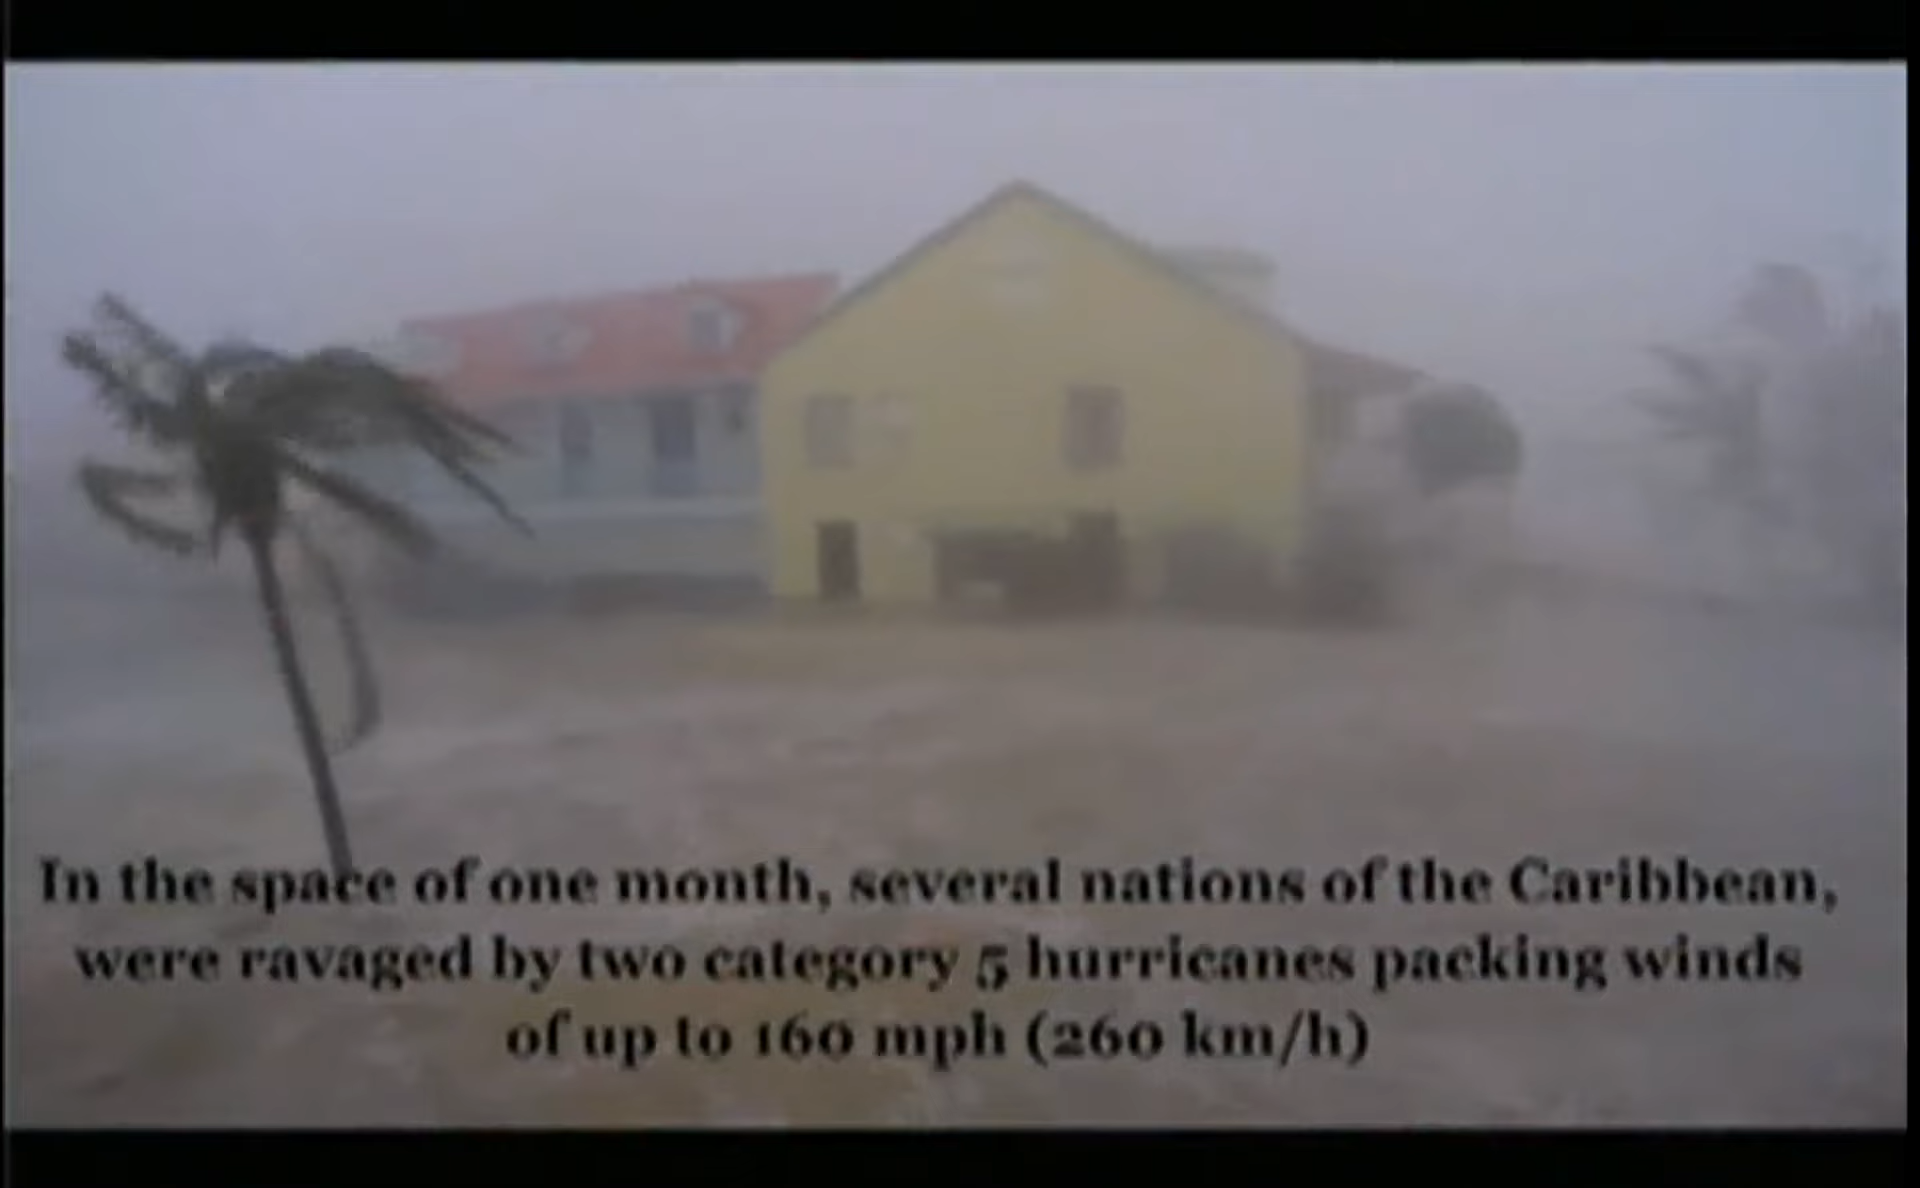 In the space of one month, several nations of the Caribbean,
were ravaged by two category 5 hurricanes packing winds
of up to 160 mph (260 km/h)